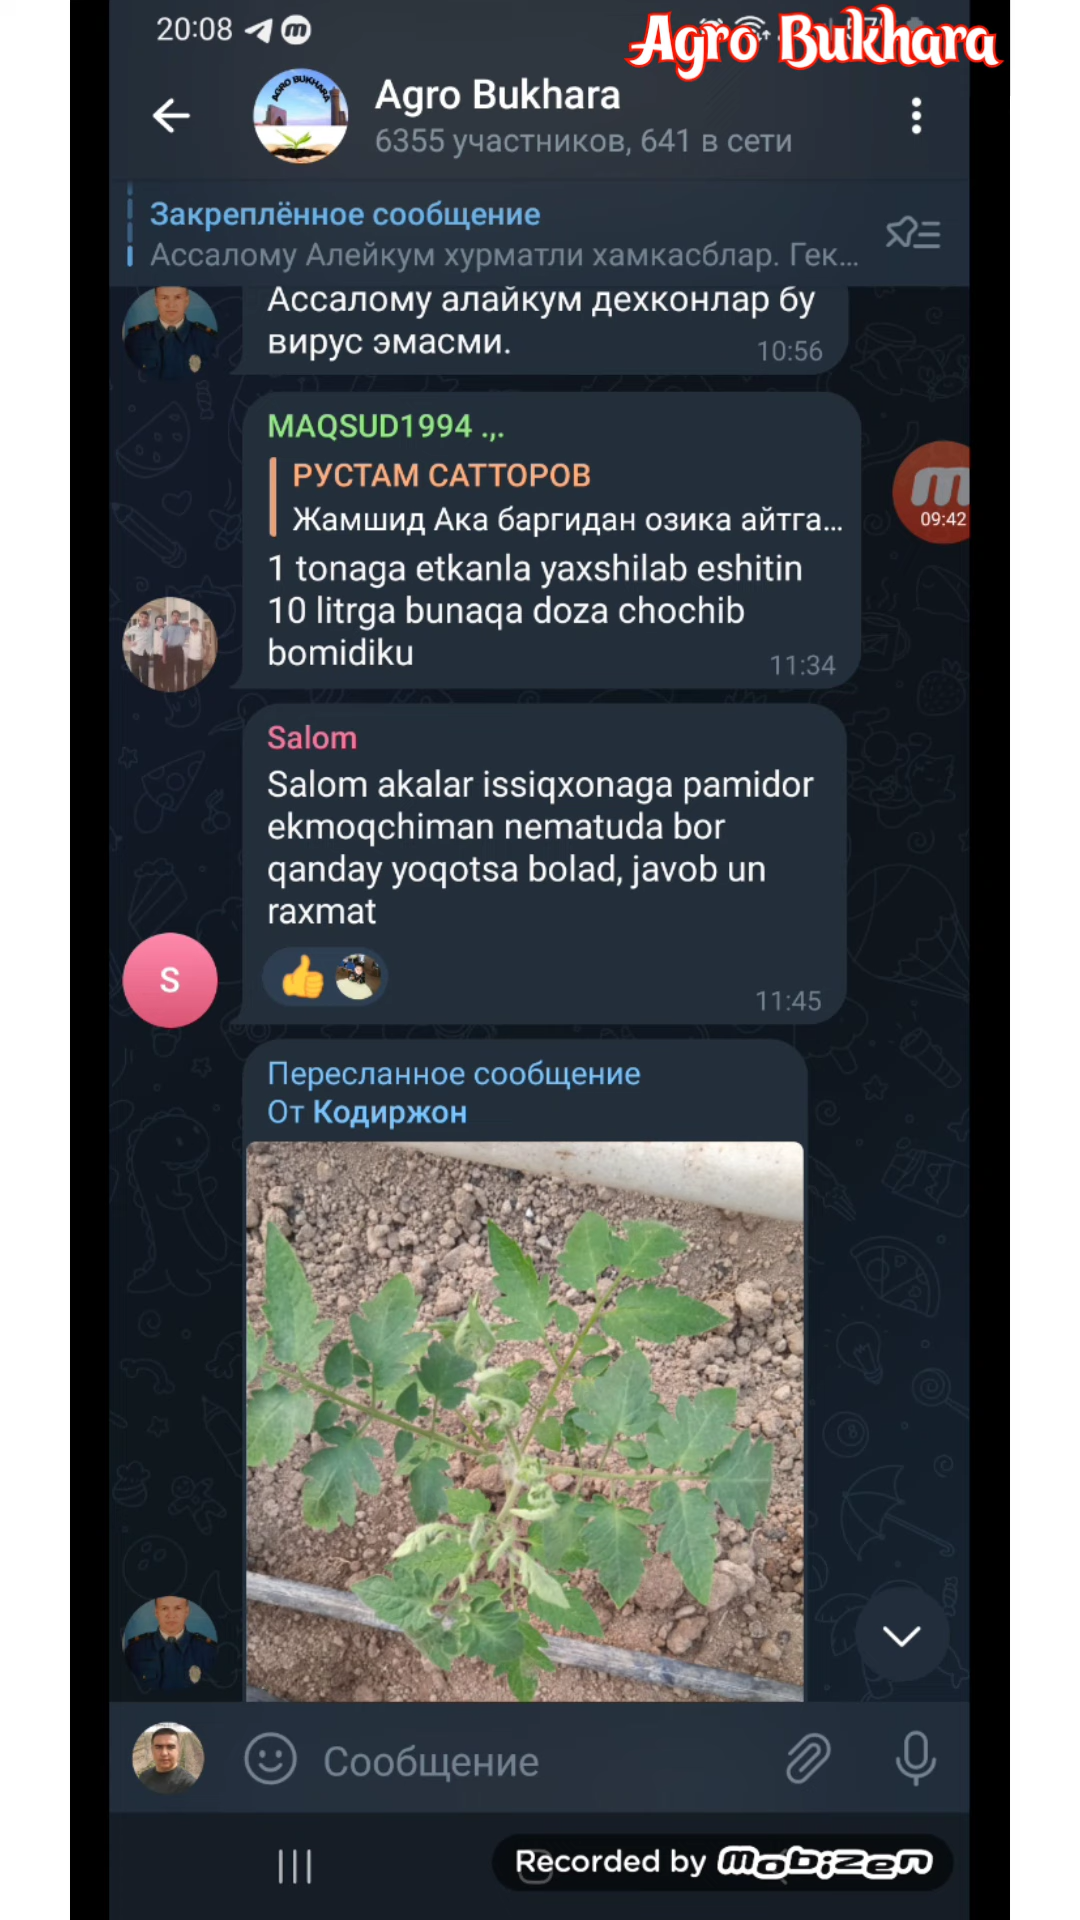 20:08
Agro Bukhara
AGRO BUKHARA
Agro Bukhara
6355 участников, 641 в сети
Закреплённое сообщение
Ассалому Алейкум хурматли хамкасблар. Гек...
Ассалому алайкум дехконлар бу
вирус эмасми.
10:56
MAQSUD1994 .,.
РУСТАМ САТТОРОВ
Жамшид Ака баргидан озика айтга...
1 tonaga etkanla yaxshilab eshitin
10 litrga bunaqa doza chochib
bomidiku
11:34
09:42
Salom
Salom akalar issiqxonaga pamidor
ekmoqchiman nematuda bor
qanday yoqotsa bolad, javob un
raxmat
S
11:45
Пересланное сообщение
От Кодиржон
Сообщение
Recorded by mobizen